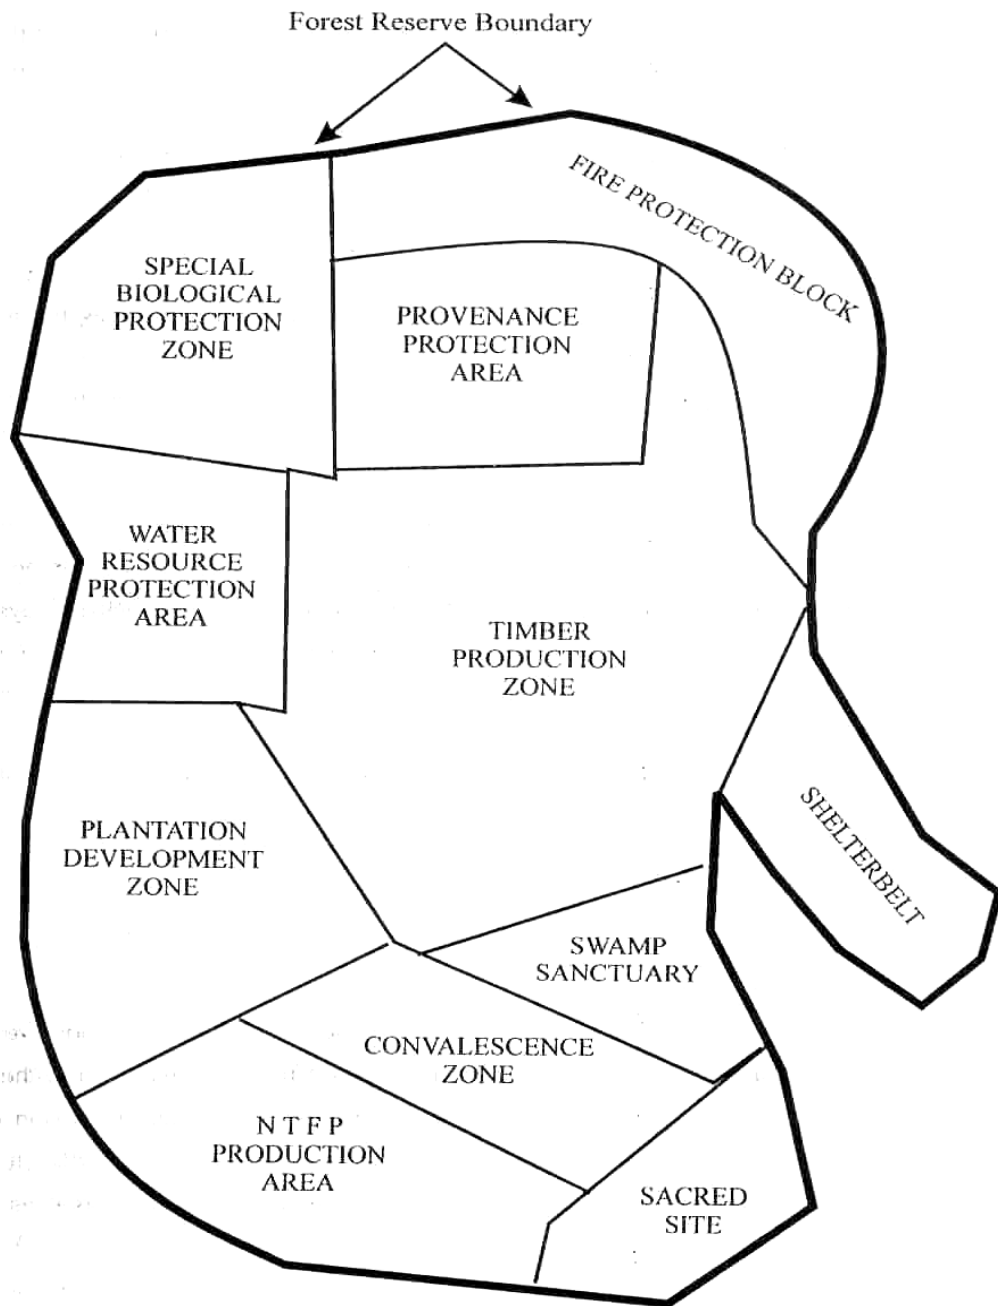 Forest Reserve Boundary
FIRE PROTECTION BLOCK
SPECIAL
BIOLOGICAL
PROTECTION
ZONE
PROVENANCE
PROTECTION
AREA
WATER
RESOURCE
PROTECTION
AREA
TIMBER
PRODUCTION
ZONE
SHELTERBELT
PLANTATION
DEVELOPMENT
ZONE
SWAMP
SANCTUARY
CONVALESCENCE
ZONE
N T F P
PRODUCTION
AREA
SACRED
SITE